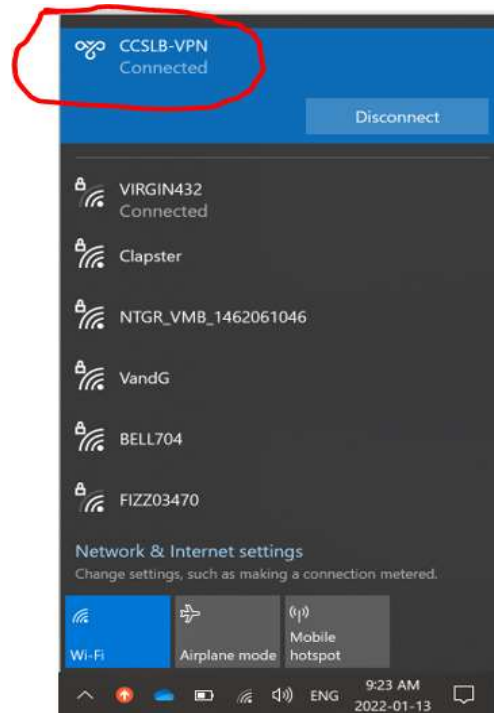 CCSLB-VPN
Connected
Disconnect
VIRGIN432
Connected
Clapster
NTGR_VMB_1462061046
VandG
BELL704
FIZZ03470
Network & Internet settings
Change settings, such as making a connection metered.
Wi-Fi
Airplane mode
Mobile
hotspot
ENG
9:23 AM
2022-01-13